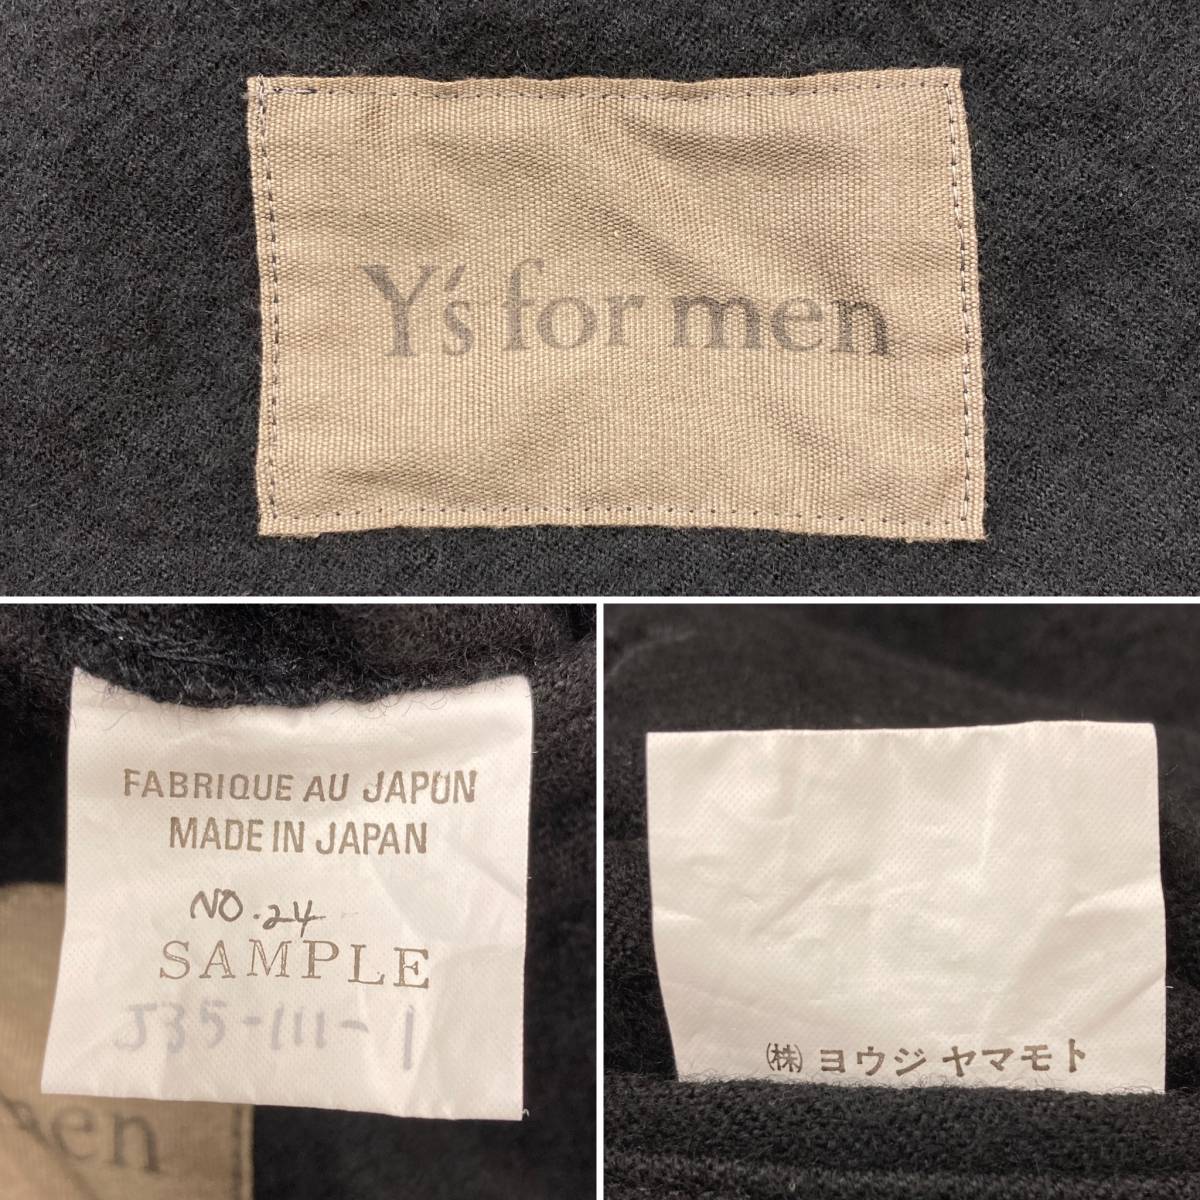 Y's for men
FABRIQUE AU JAPON
MADE IN JAPAN
NO.24
SAMPLE
J35-111-1
en
㈱ ヨウジ ヤマモト